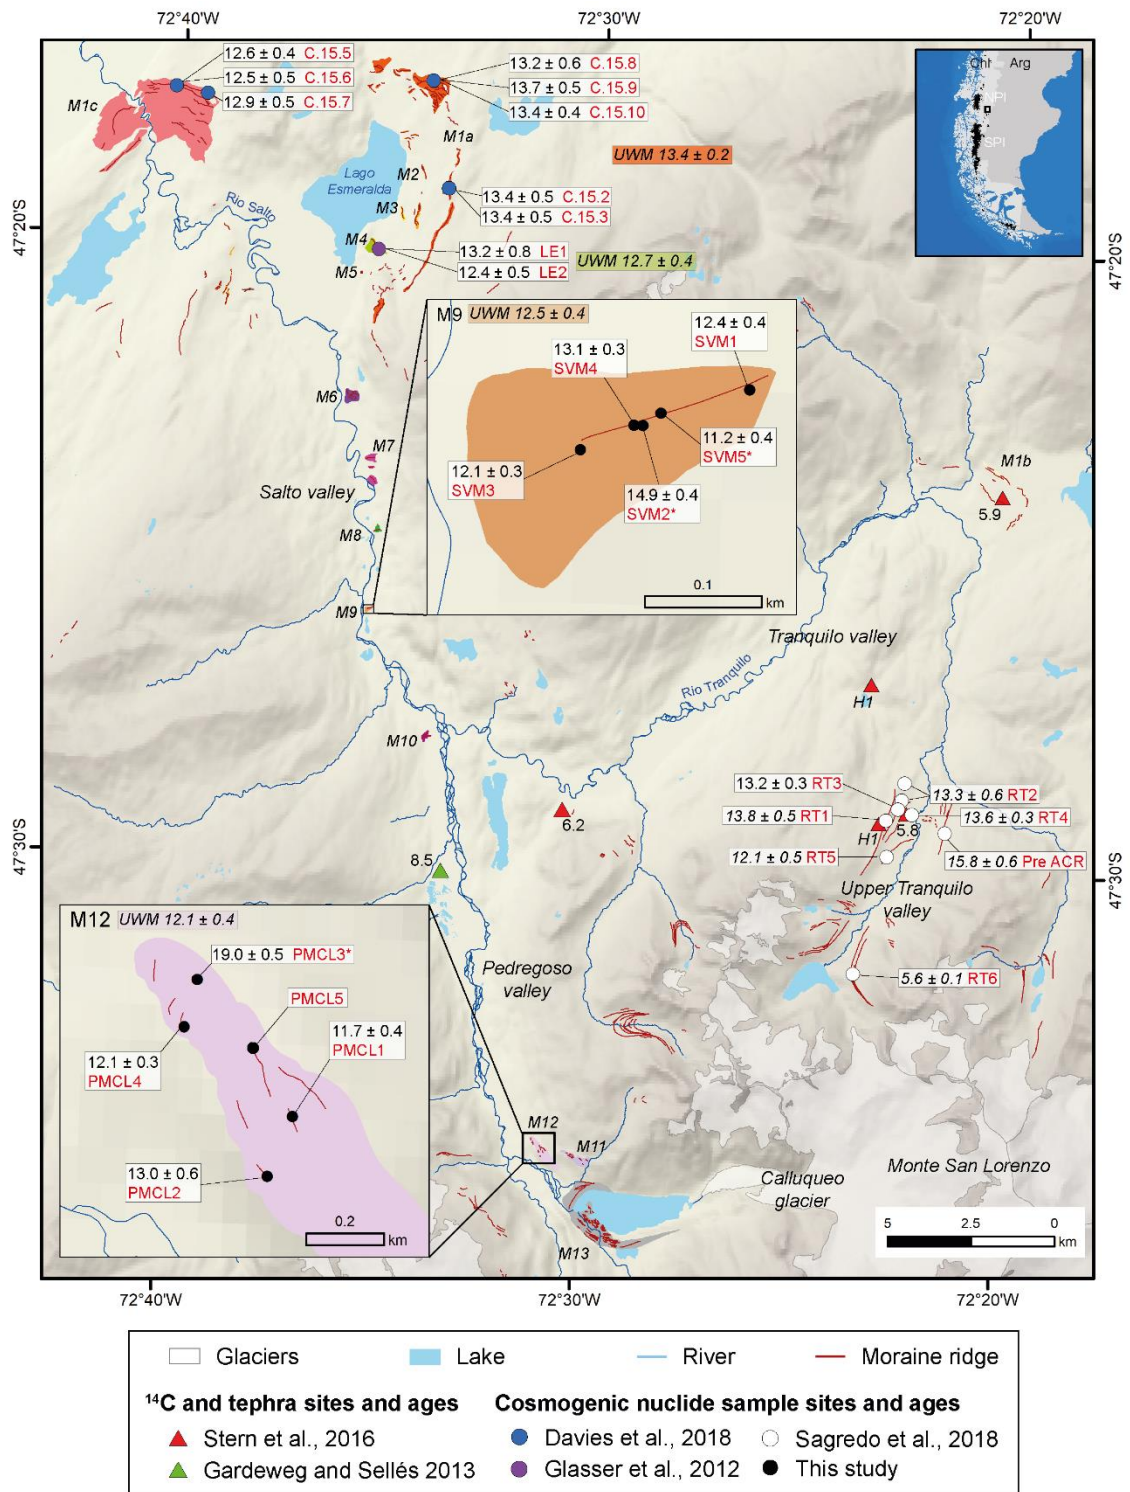 72°40'W
72°30'W
72°20'W
12.6 ± 0.4 C.15.5
12.5 ± 0.5 C.15.6
12.9 ± 0.5 C.15.7
M1c
13.2 ± 0.6 C.15.8
13.7 ± 0.5 C.15.9
13.4 ± 0.4 C.15.10
M1a
Chl Arg
NPI
SPI
UWM 13.4 ± 0.2
Lago
Esmeralda
M2
M3
13.4 ± 0.5 C.15.2
13.4 ± 0.5 C.15.3
Rio Salto
47°20'S
47°20'S
M4
M5
13.2 ± 0.8 LE1
12.4 ± 0.5 LE2
UWM 12.7 ± 0.4
M9 UWM 12.5 ± 0.4
12.4 ± 0.4
SVM1
13.1 ± 0.3
SVM4
11.2 ± 0.4
SVM5*
12.1 ± 0.3
SVM3
14.9 ± 0.4
SVM2*
0.1
km
M6
M7
Salto valley
M8
M9
M1b
5.9
Tranquilo valley
Rio Tranquilo
H1
M10
6.2
8.5
13.2 ± 0.3 RT3
13.3 ± 0.6 RT2
13.8 ± 0.5 RT1
13.6 ± 0.3 RT4
5.8
H1
12.1 ± 0.5 RT5
15.8 ± 0.6 Pre ACR
47°30'S
47°30'S
Upper Tranquilo
valley
5.6 ± 0.1 RT6
M12 UWM 12.1 ± 0.4
19.0 ± 0.5 PMCL3*
PMCL5
11.7 ± 0.4
PMCL1
12.1 ± 0.3
PMCL4
13.0 ± 0.6
PMCL2
0.2
km
Pedregoso
valley
M12
M11
M13
Calluqueo
glacier
Monte San Lorenzo
5 2.5 0
km
72°40'W
72°30'W
72°20'W
Glaciers Lake River Moraine ridge
¹⁴C and tephra sites and ages Cosmogenic nuclide sample sites and ages
Stern et al., 2016 Davies et al., 2018 Sagredo et al., 2018
Gardeweg and Sellés 2013 Glasser et al., 2012 This study